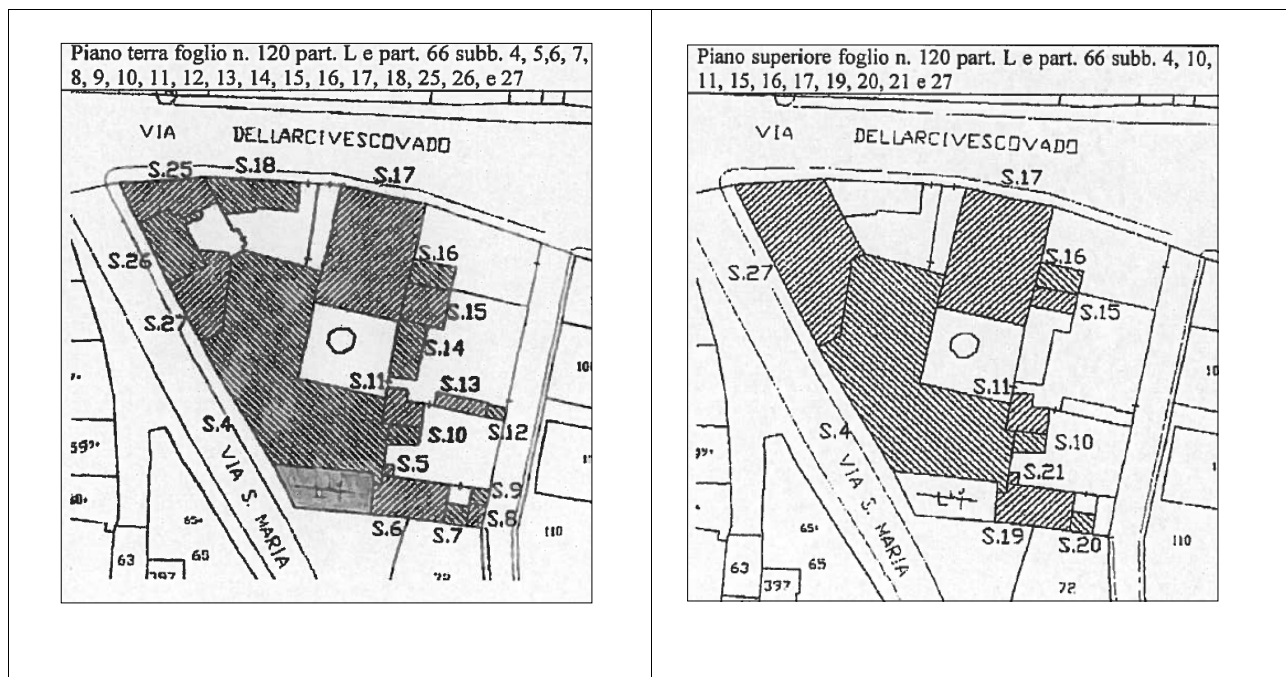 Piano terra foglio n. 120 part. L e part. 66 subb. 4, 5,6, 7,
8, 9, 10, 11, 12, 13, 14, 15, 16, 17, 18, 25, 26, e 27
VIA DELLARCIVESCOVADO
S.25
S.18
S.17
S.26
S.16
S.27
S.15
S.14
S.11
S.13
S.4
S.10
S.12
S.5
VIA S. MARIA
S.9
S.8
S.6
S.7
65
63
397
110
Piano superiore foglio n. 120 part. L e part. 66 subb. 4, 10,
11, 15, 16, 17, 19, 20, 21 e 27
VIA DELLARCIVESCOVADO
S.17
S.27
S.16
S.15
S.11
S.4
S.10
S.21
VIA S. MARIA
S.19
S.20
65
63
397
72
110